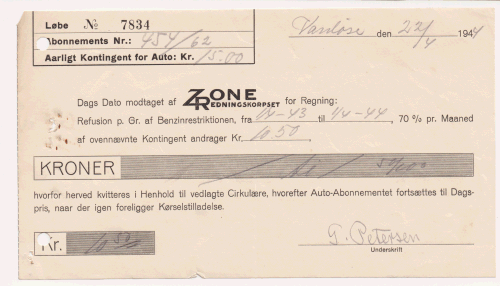 Løbe № 7834
Abonnements Nr.: 454/62
Aarligt Kontingent for Auto: Kr. 15.00
Vanløse den 22/4 1944
Dags Dato modtaget af ZONE REDNINGSKORPSET for Regning:
Refusion p. Gr. af Benzinrestriktionen, fra 1/4-43 til 1/4-44, 70 % pr. Maaned
af ovennævnte Kontingent andrager Kr. 10.50
KRONER 50/100
hvorfor herved kvitteres i Henhold til vedlagte Cirkulære, hvorefter Auto-Abonnementet fortsættes til Dags-
pris, naar der igen foreligger Kørselstilladelse.
Kr. 10 50
Petersen
Underskrift